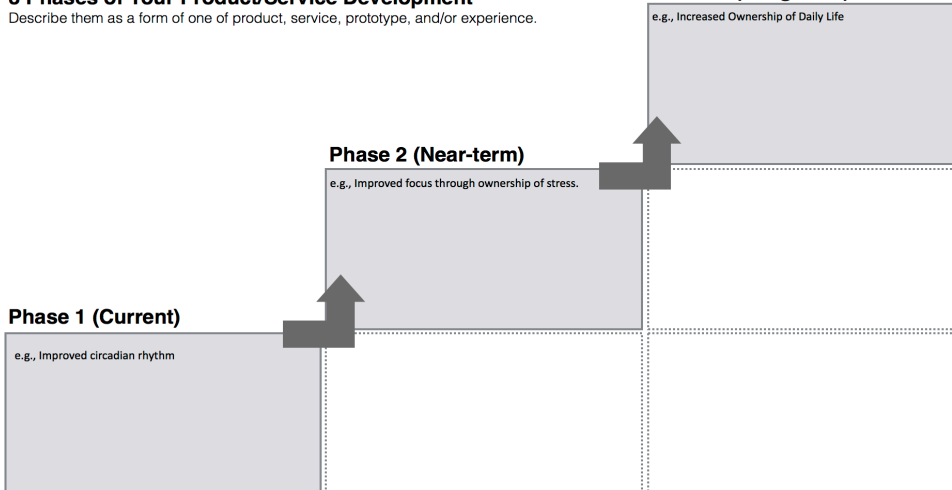 3 Phases of Your Product/Service Development
Describe them as a form of one of product, service, prototype, and/or experience.
e.g., Increased Ownership of Daily Life
Phase 2 (Near-term)
e.g., Improved focus through ownership of stress.
Phase 1 (Current)
e.g., Improved circadian rhythm